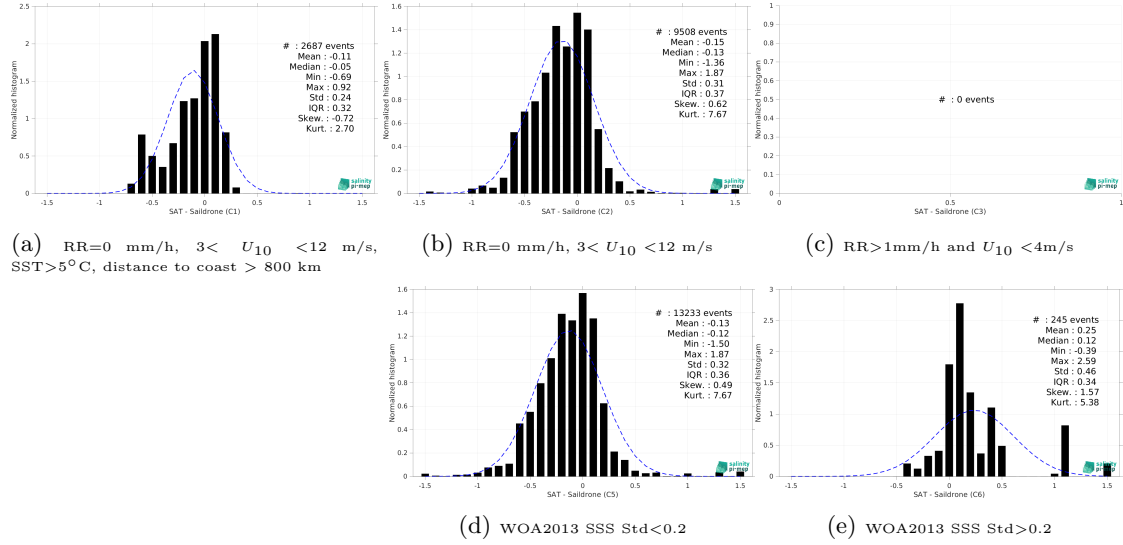 2.5
2
1.5
1
0.5
0
-1.5 -1 -0.5 0 0.5 1 1.5
Normalized histogram
# : 2687 events
Mean : -0.11
Median : -0.05
Min : -0.69
Max : 0.92
Std : 0.24
IQR : 0.32
Skew. : -0.72
Kurt. : 2.70
salinity
pi-mep
SAT - Saildrone (C1)
(a) RR=0 mm/h, 3< U10 <12 m/s,
SST>5°C, distance to coast > 800 km
1.6
1.4
1.2
1
0.8
0.6
0.4
0.2
0
-1.5 -1 -0.5 0 0.5 1 1.5
Normalized histogram
# : 9508 events
Mean : -0.15
Median : -0.13
Min : -1.36
Max : 1.87
Std : 0.31
IQR : 0.37
Skew : 0.62
Kurt. : 7.67
salinity
pi-mep
SAT - Saildrone (C2)
(b) RR=0 mm/h, 3< U10 <12 m/s
1
0.9
0.8
0.7
0.6
0.5
0.4
0.3
0.2
0.1
0
0 0.5 1
Normalized histogram
# : 0 events
salinity
pi-mep
SAT - Saildrone (C3)
(c) RR>1mm/h and U10 <4m/s
1.6
1.4
1.2
1
0.8
0.6
0.4
0.2
0
-1.5 -1 -0.5 0 0.5 1 1.5
Normalized histogram
# : 13233 events
Mean : -0.13
Median : -0.12
Min : -1.50
Max : 1.87
Std : 0.32
IQR : 0.36
Skew : 0.49
Kurt. : 7.67
salinity
pi-mep
SAT - Saildrone (C5)
(d) WOA2013 SSS Std<0.2
3
2.5
2
1.5
1
0.5
0
-1.5 -1 -0.5 0 0.5 1 1.5
Normalized histogram
# : 245 events
Mean : 0.25
Median : 0.12
Min : -0.39
Max : 2.59
Std : 0.46
IQR : 0.34
Skew : 1.57
Kurt. : 5.38
salinity
pi-mep
SAT - Saildrone (C6)
(e) WOA2013 SSS Std>0.2